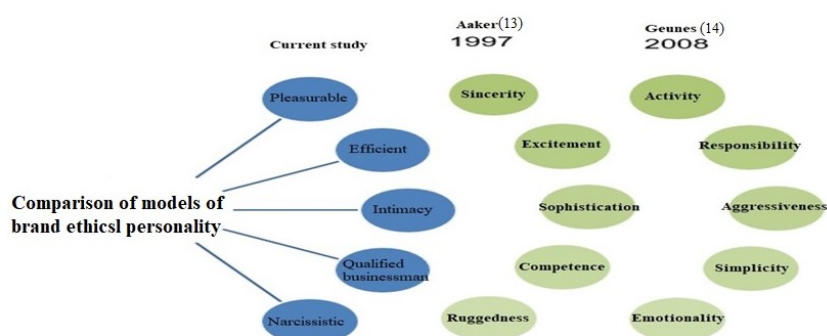 Current study
Aaker(13)
1997
Geunes (14)
2008
Pleasurable
Sincerity
Activity
Efficient
Excitement
Responsibility
Comparison of models of
brand ethicsl personality
Intimacy
Sophistication
Aggressiveness
Qualified
businessman
Competence
Simplicity
Narcissistic
Ruggedness
Emotionality